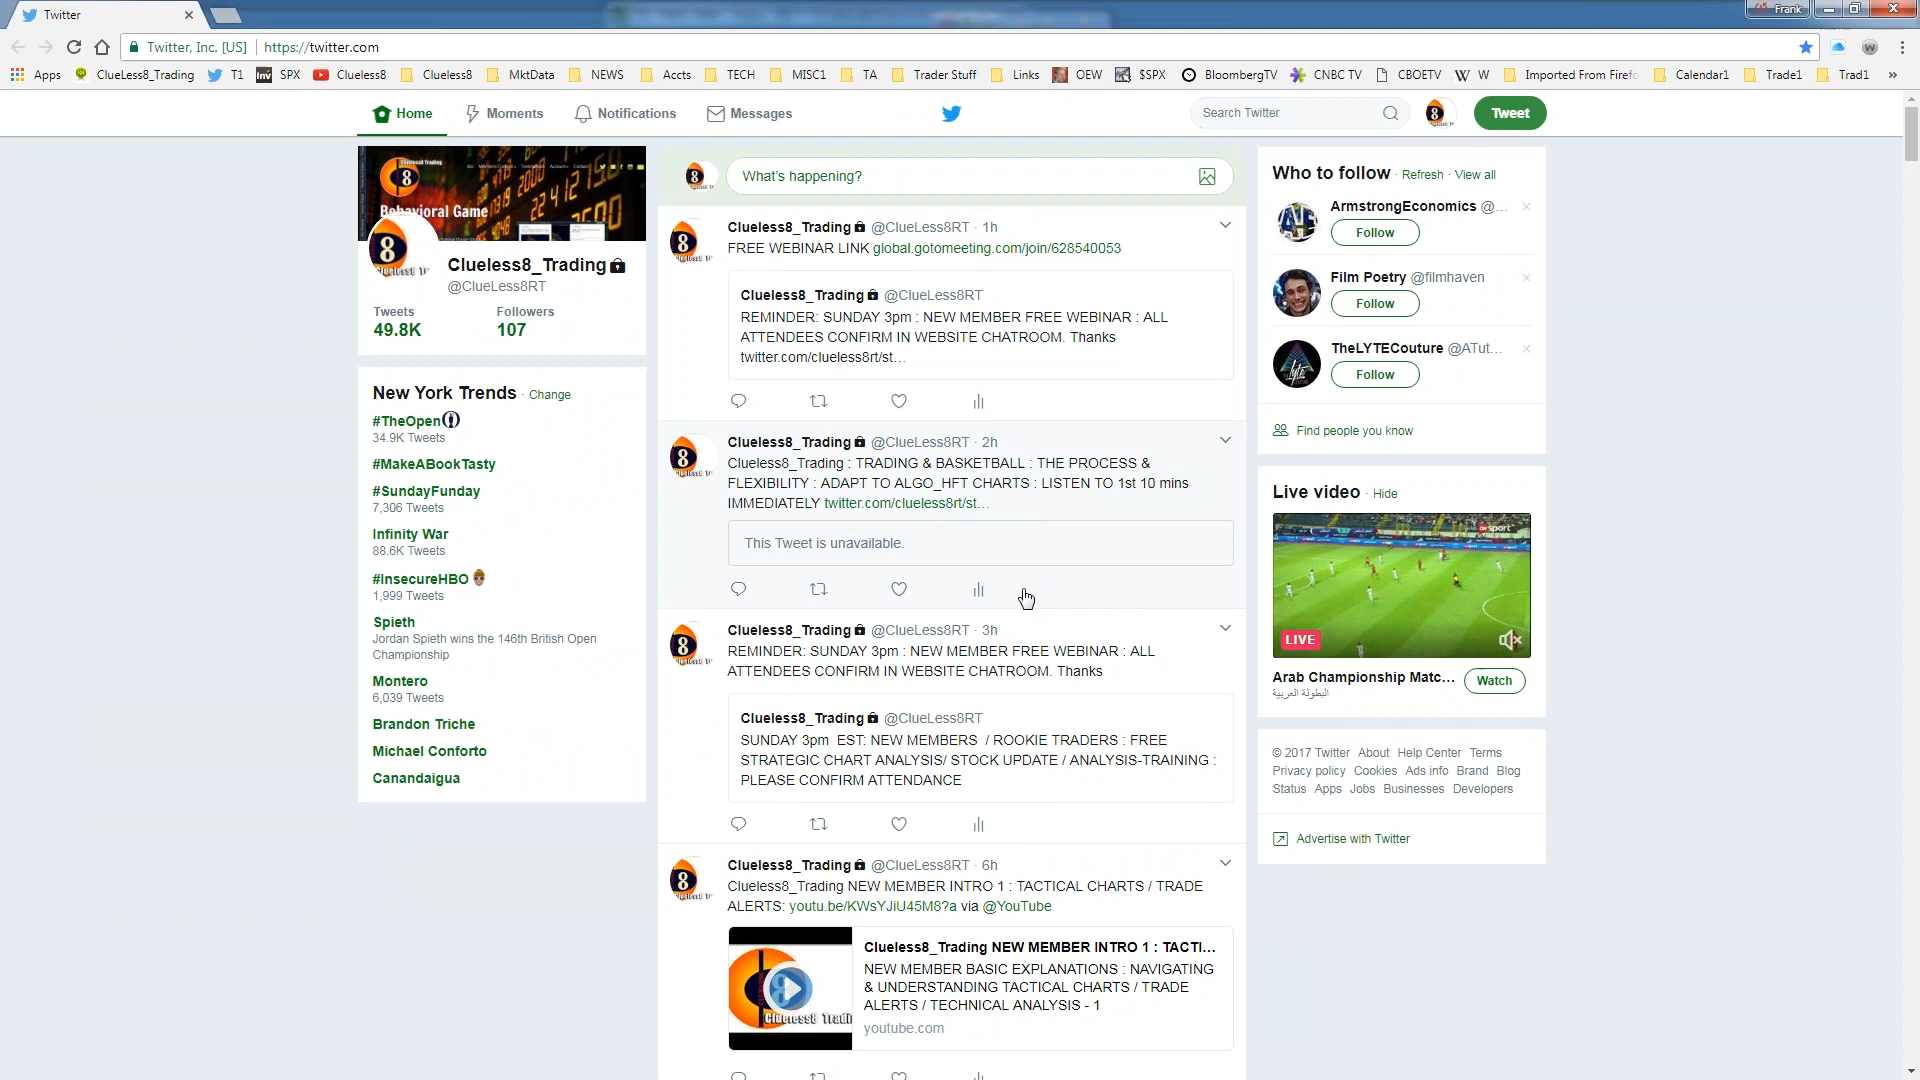 Twitter
Frank
Twitter, Inc. [US] https://twitter.com
Apps ClueLess8_Trading T1 SPX Clueless8 Clueless8 MktData NEWS Accts TECH MISC1 TA Trader Stuff Links OEW $SPX BloombergTV CNBC TV CBOETV W Imported From Firefo Calendar1 Trade1 Trad1 »
Home Moments Notifications Messages
Search Twitter
Tweet
Clueless8 Trading
Behavioral Game
Clueless8_Trading
@ClueLess8RT
Tweets Followers
49.8K 107
New York Trends · Change
#TheOpen
34.9K Tweets
#MakeABookTasty
#SundayFunday
7,306 Tweets
Infinity War
88.6K Tweets
#InsecureHBO
1,999 Tweets
Spieth
Jordan Spieth wins the 146th British Open
Championship
Montero
6,039 Tweets
Brandon Triche
Michael Conforto
Canandaigua
What's happening?
Clueless8_Trading @ClueLess8RT · 1h
FREE WEBINAR LINK global.gotomeeting.com/join/628540053
Clueless8_Trading @ClueLess8RT
REMINDER: SUNDAY 3pm : NEW MEMBER FREE WEBINAR : ALL
ATTENDEES CONFIRM IN WEBSITE CHATROOM. Thanks
twitter.com/clueless8rt/st…
Clueless8_Trading @ClueLess8RT · 2h
Clueless8_Trading : TRADING & BASKETBALL : THE PROCESS &
FLEXIBILITY : ADAPT TO ALGO_HFT CHARTS : LISTEN TO 1st 10 mins
IMMEDIATELY twitter.com/clueless8rt/st…
This Tweet is unavailable.
Clueless8_Trading @ClueLess8RT · 3h
REMINDER: SUNDAY 3pm : NEW MEMBER FREE WEBINAR : ALL
ATTENDEES CONFIRM IN WEBSITE CHATROOM. Thanks
Clueless8_Trading @ClueLess8RT
SUNDAY 3pm EST: NEW MEMBERS / ROOKIE TRADERS : FREE
STRATEGIC CHART ANALYSIS/ STOCK UPDATE / ANALYSIS-TRAINING :
PLEASE CONFIRM ATTENDANCE
Clueless8_Trading @ClueLess8RT · 6h
Clueless8_Trading NEW MEMBER INTRO 1 : TACTICAL CHARTS / TRADE
ALERTS: youtu.be/KWsYJiU45M8?a via @YouTube
Clueless8_Trading NEW MEMBER INTRO 1 : TACTI...
NEW MEMBER BASIC EXPLANATIONS : NAVIGATING
& UNDERSTANDING TACTICAL CHARTS / TRADE
ALERTS / TECHNICAL ANALYSIS - 1
youtube.com
Who to follow · Refresh · View all
ArmstrongEconomics @...
Follow
Film Poetry @filmhaven
Follow
TheLYTECouture @ATut...
Follow
Find people you know
Live video · Hide
LIVE
Arab Championship Matc...
البطولة العربية
Watch
© 2017 Twitter About Help Center Terms
Privacy policy Cookies Ads info Brand Blog
Status Apps Jobs Businesses Developers
Advertise with Twitter